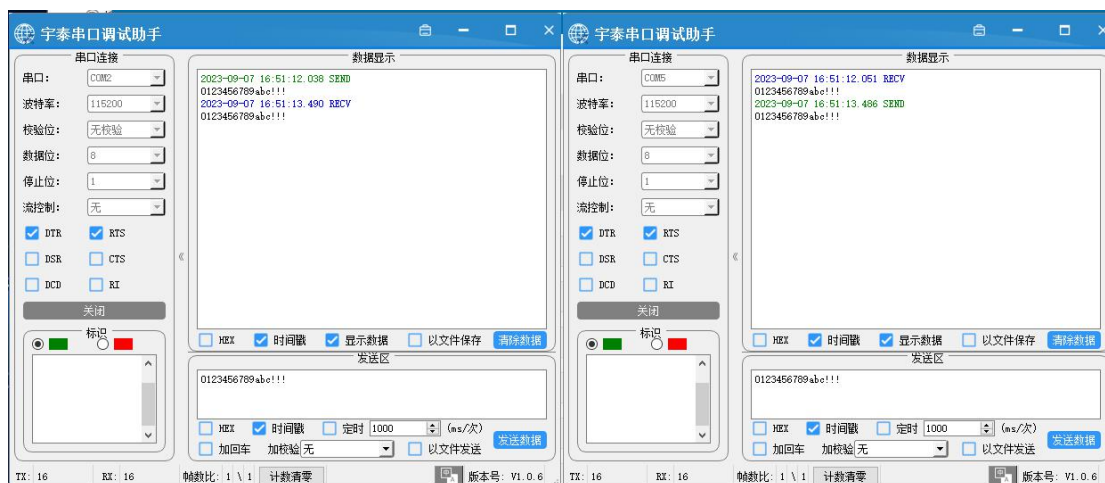 宇泰串口调试助手
串口连接
串口: COM2
波特率: 115200
校验位: 无校验
数据位: 8
停止位: 1
流控制: 无
DTR RTS
DSR CTS
DCD RI
关闭
标识
数据显示
2023-09-07 16:51:12.038 SEND
0123456789abc!!!
2023-09-07 16:51:13.490 RECV
0123456789abc!!!
HEX 时间戳 显示数据 以文件保存 清除数据
发送区
0123456789abc!!!
HEX 时间戳 定时 1000 (ms/次)
加回车 加校验 无 以文件发送 发送数据
TX: 16 RX: 16 帧数比: 1 \ 1 计数清零 版本号: V1.0.6
宇泰串口调试助手
串口连接
串口: COM5
波特率: 115200
校验位: 无校验
数据位: 8
停止位: 1
流控制: 无
DTR RTS
DSR CTS
DCD RI
关闭
标识
数据显示
2023-09-07 16:51:12.051 RECV
0123456789abc!!!
2023-09-07 16:51:13.486 SEND
0123456789abc!!!
HEX 时间戳 显示数据 以文件保存 清除数据
发送区
0123456789abc!!!
HEX 时间戳 定时 1000 (ms/次)
加回车 加校验 无 以文件发送 发送数据
TX: 16 RX: 16 帧数比: 1 \ 1 计数清零 版本号: V1.0.6